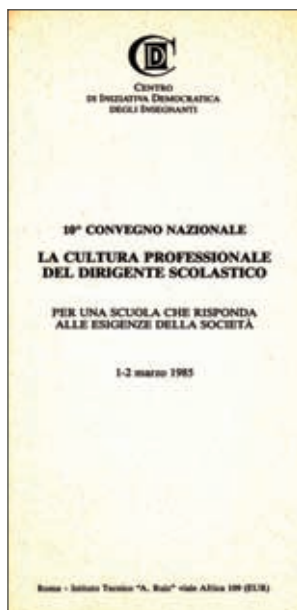 CENTRO
DI INIZIATIVA DEMOCRATICA
DEGLI INSEGNANTI
10° CONVEGNO NAZIONALE
LA CULTURA PROFESSIONALE
DEL DIRIGENTE SCOLASTICO
PER UNA SCUOLA CHE RISPONDA
ALLE ESIGENZE DELLA SOCIETÀ
1-2 marzo 1985
Roma - Istituto Tecnico "A. Ruiz" viale Africa 109 (EUR)